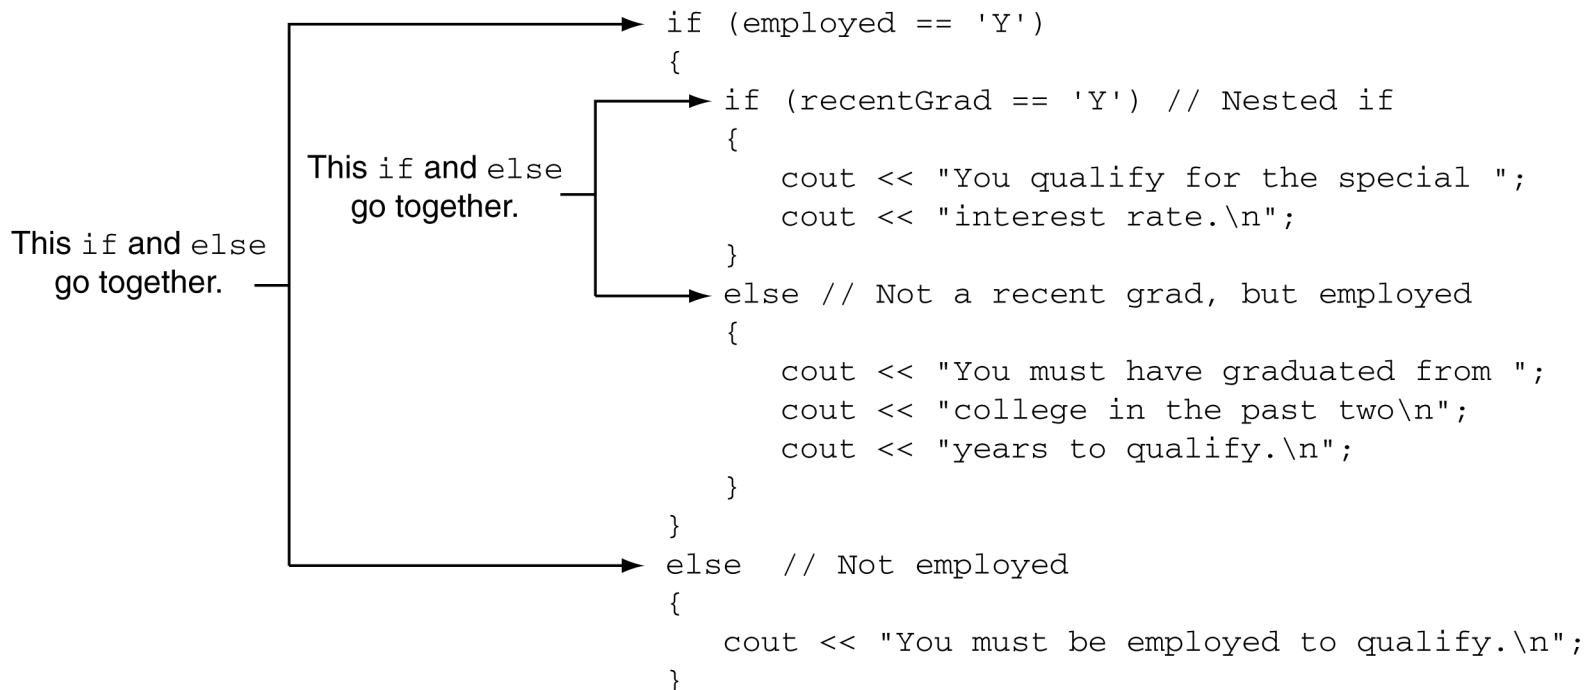 if (employed == 'Y')
{
if (recentGrad == 'Y') // Nested if
{
cout << "You qualify for the special ";
cout << "interest rate.\n";
}
else // Not a recent grad, but employed
{
cout << "You must have graduated from ";
cout << "college in the past two\n";
cout << "years to qualify.\n";
}
}
else  // Not employed
{
cout << "You must be employed to qualify.\n";
}
This if and else
go together.
This if and else
go together.